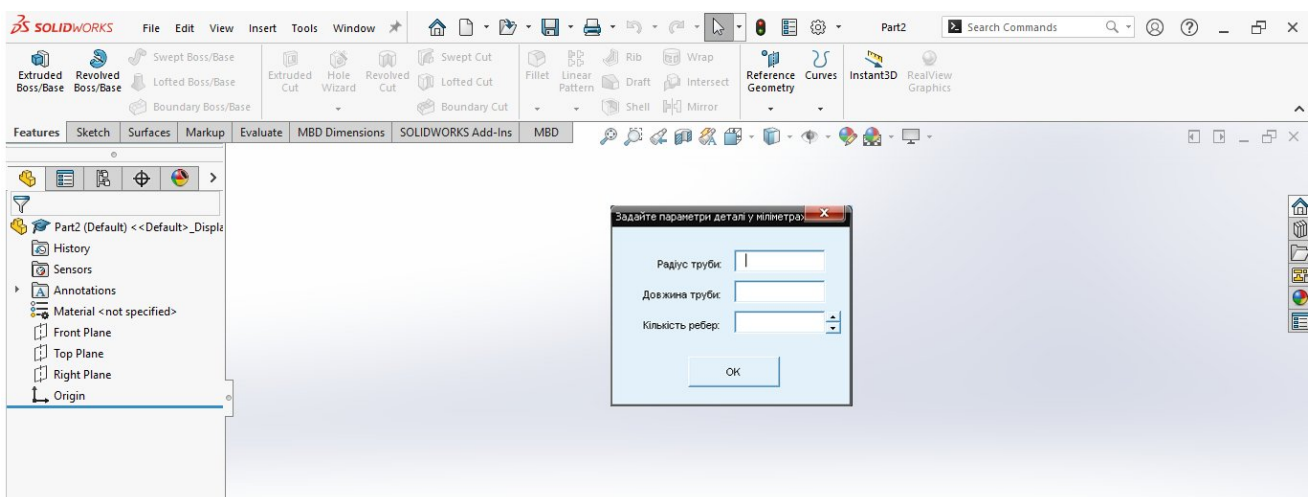 SOLIDWORKS File Edit View Insert Tools Window Part2 Search Commands
Extruded Boss/Base
Revolved Boss/Base
Swept Boss/Base
Lofted Boss/Base
Boundary Boss/Base
Extruded Cut
Hole Wizard
Revolved Cut
Swept Cut
Lofted Cut
Boundary Cut
Fillet
Linear Pattern
Rib
Draft
Shell
Wrap
Intersect
Mirror
Reference Geometry
Curves
Instant3D
RealView Graphics
Features Sketch Surfaces Markup Evaluate MBD Dimensions SOLIDWORKS Add-Ins MBD
Part2 (Default) <<Default>_Displa
History
Sensors
Annotations
Material <not specified>
Front Plane
Top Plane
Right Plane
Origin
Задайте параметри деталі у міліметрах
Радіус труби:
Довжина труби:
Кількість ребер:
OK